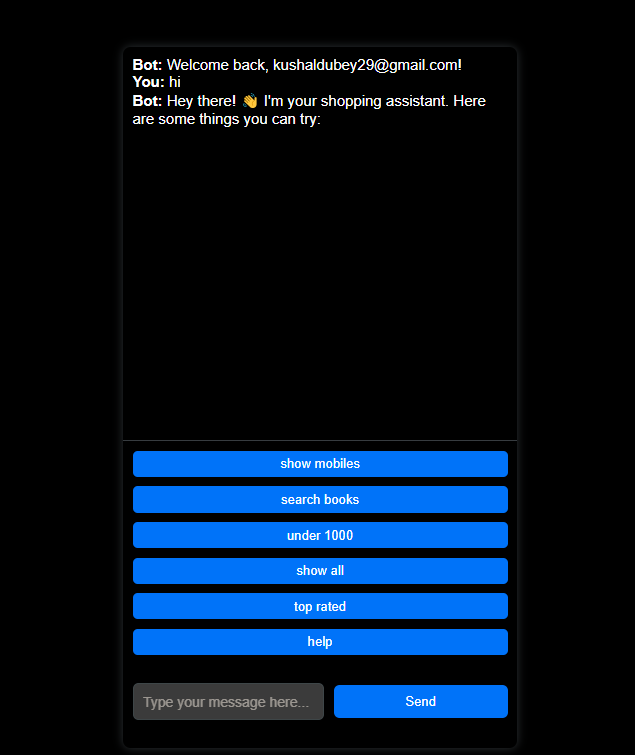 Bot: Welcome back, kushaldubey29@gmail.com!
You: hi
Bot: Hey there! 👋 I'm your shopping assistant. Here
are some things you can try:
show mobiles
search books
under 1000
show all
top rated
help
Type your message here...
Send